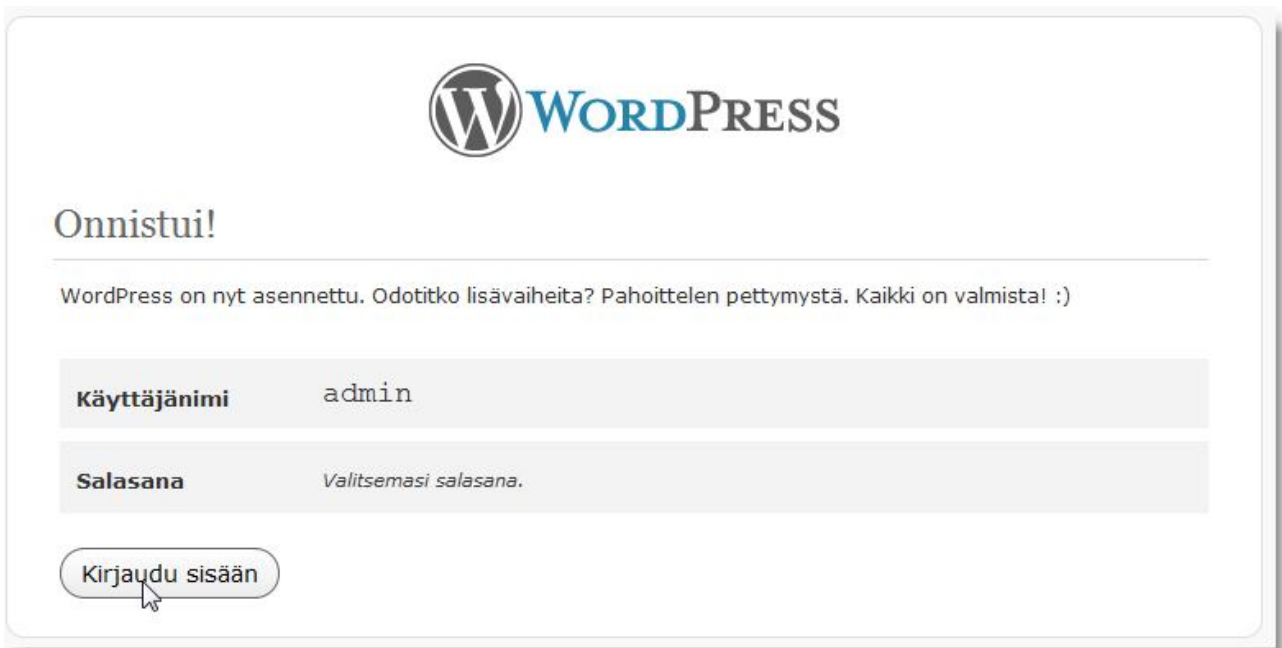 WORDPRESS
Onnistui!
WordPress on nyt asennettu. Odotitko lisävaiheita? Pahoittelen pettymystä. Kaikki on valmista! :)
Käyttäjänimi admin
Salasana Valitsemasi salasana.
Kirjaudu sisään